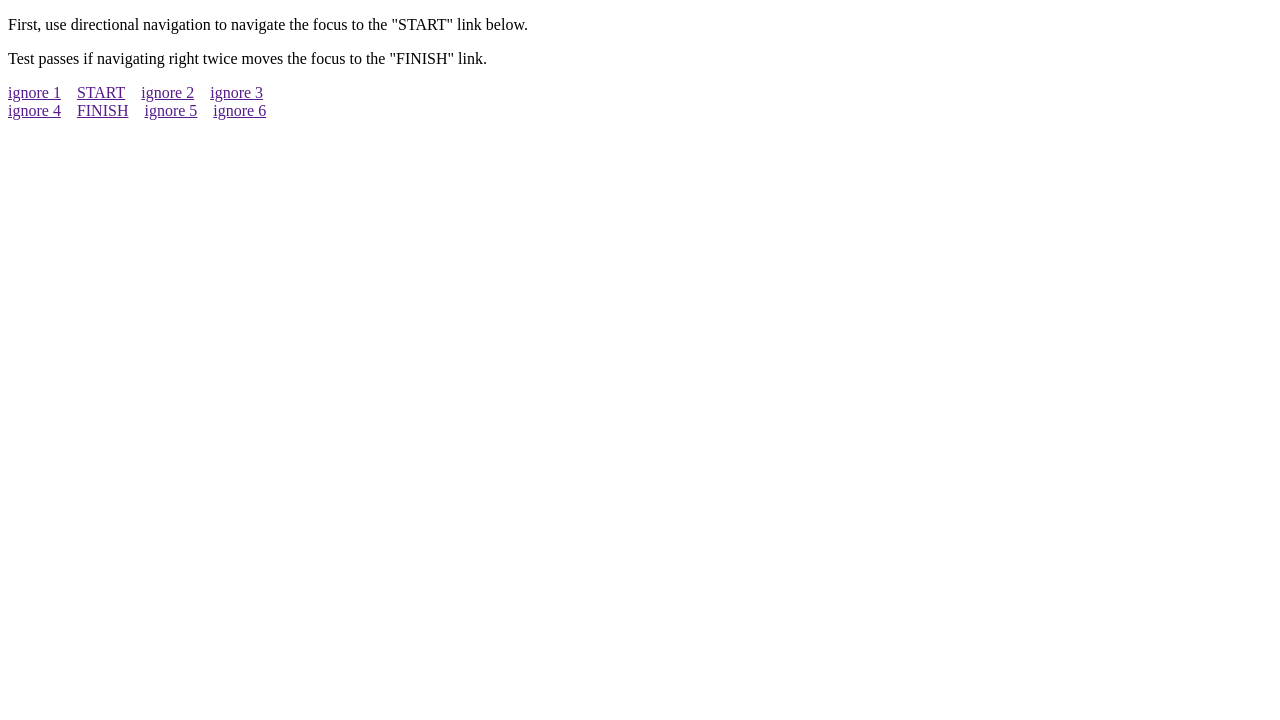 First, use directional navigation to navigate the focus to the "START" link below.
Test passes if navigating right twice moves the focus to the "FINISH" link.
ignore 1 START ignore 2 ignore 3
ignore 4 FINISH ignore 5 ignore 6